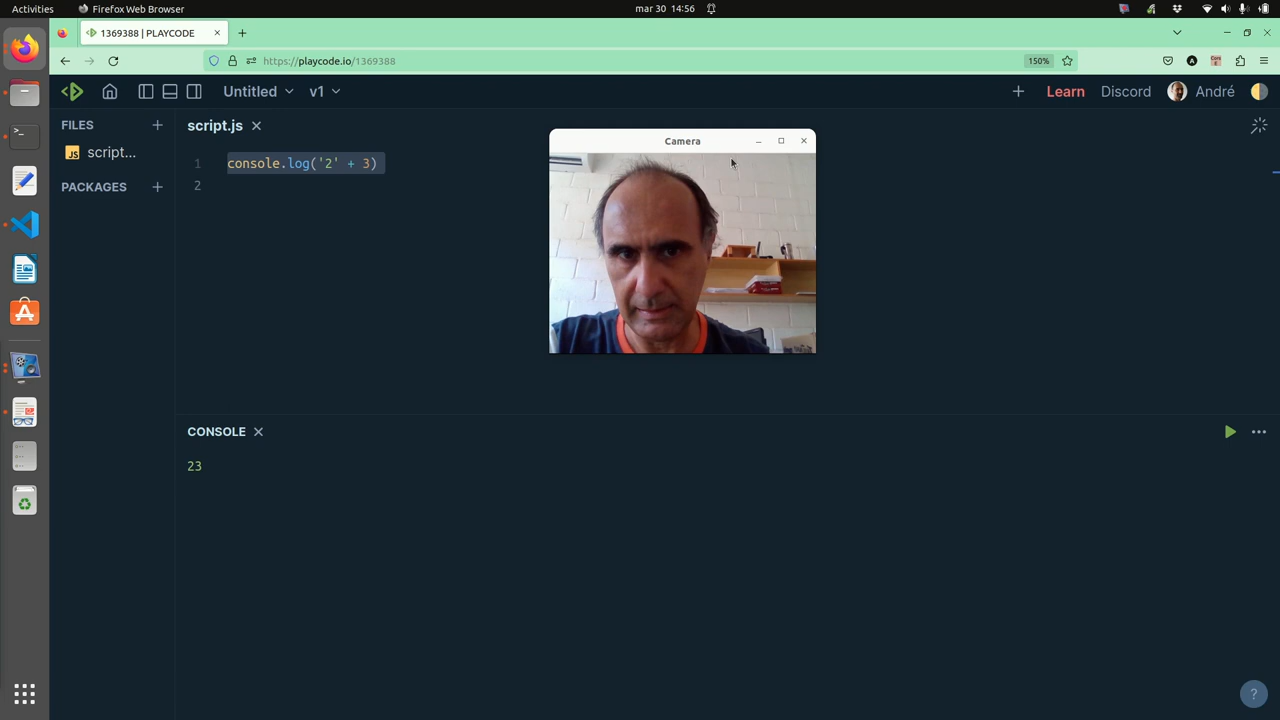 Activities
Firefox Web Browser
mar 30 14:56
1369388 | PLAYCODE
https://playcode.io/1369388
150%
Untitled
v1
Learn
Discord
André
FILES
script.js
script...
PACKAGES
1 console.log('2' + 3)
2
Camera
CONSOLE
23
?